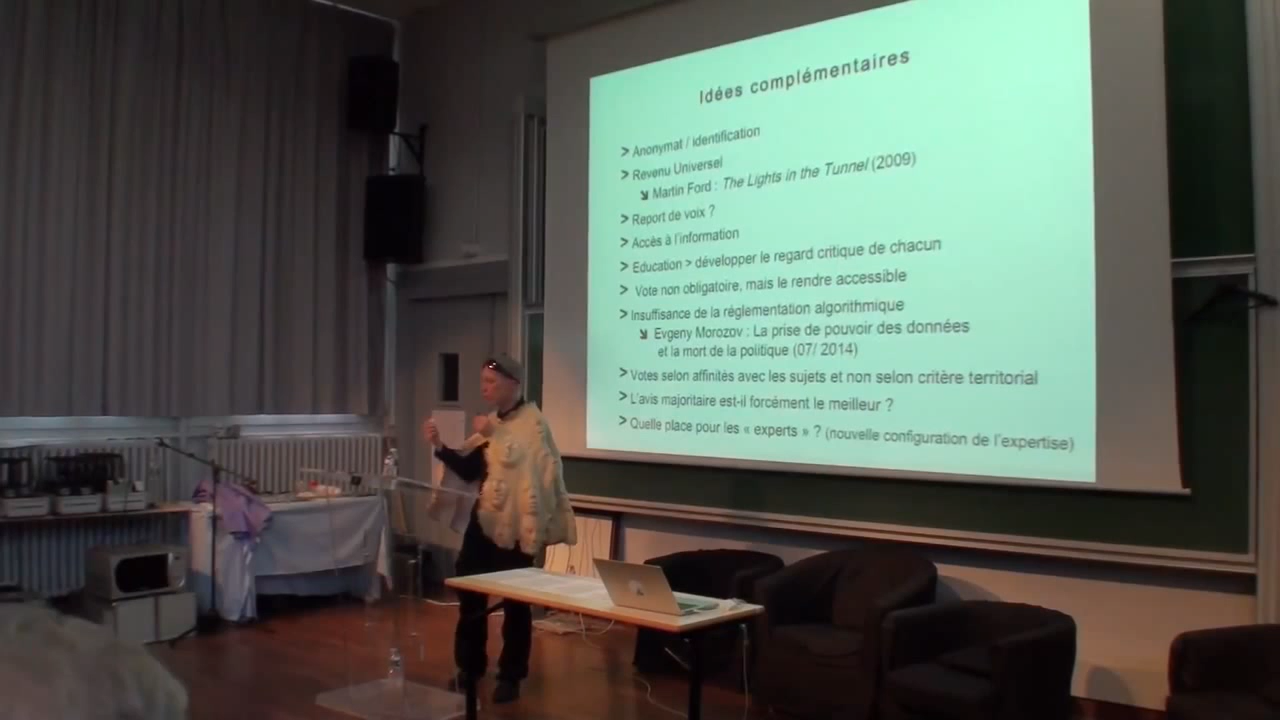 Idées complémentaires
> Anonymat / identification
> Revenu Universel
Martin Ford : The Lights in the Tunnel (2009)
> Report de voix ?
> Accès à l'information
> Education > développer le regard critique de chacun
> Vote non obligatoire, mais le rendre accessible
> Insuffisance de la réglementation algorithmique
Evgeny Morozov : La prise de pouvoir des données
et la mort de la politique (07/ 2014)
> Votes selon affinités avec les sujets et non selon critère territorial
> L'avis majoritaire est-il forcément le meilleur ?
> Quelle place pour les « experts » ? (nouvelle configuration de l'expertise)